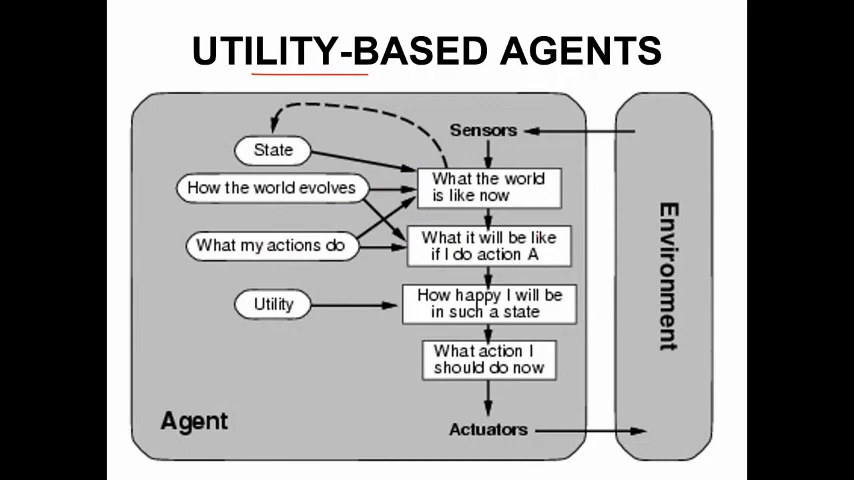 UTILITY-BASED AGENTS
Sensors
State
What the world
is like now
How the world evolves
What my actions do
What it will be like
if I do action A
Utility
How happy I will be
in such a state
What action I
should do now
Agent
Actuators
Environment